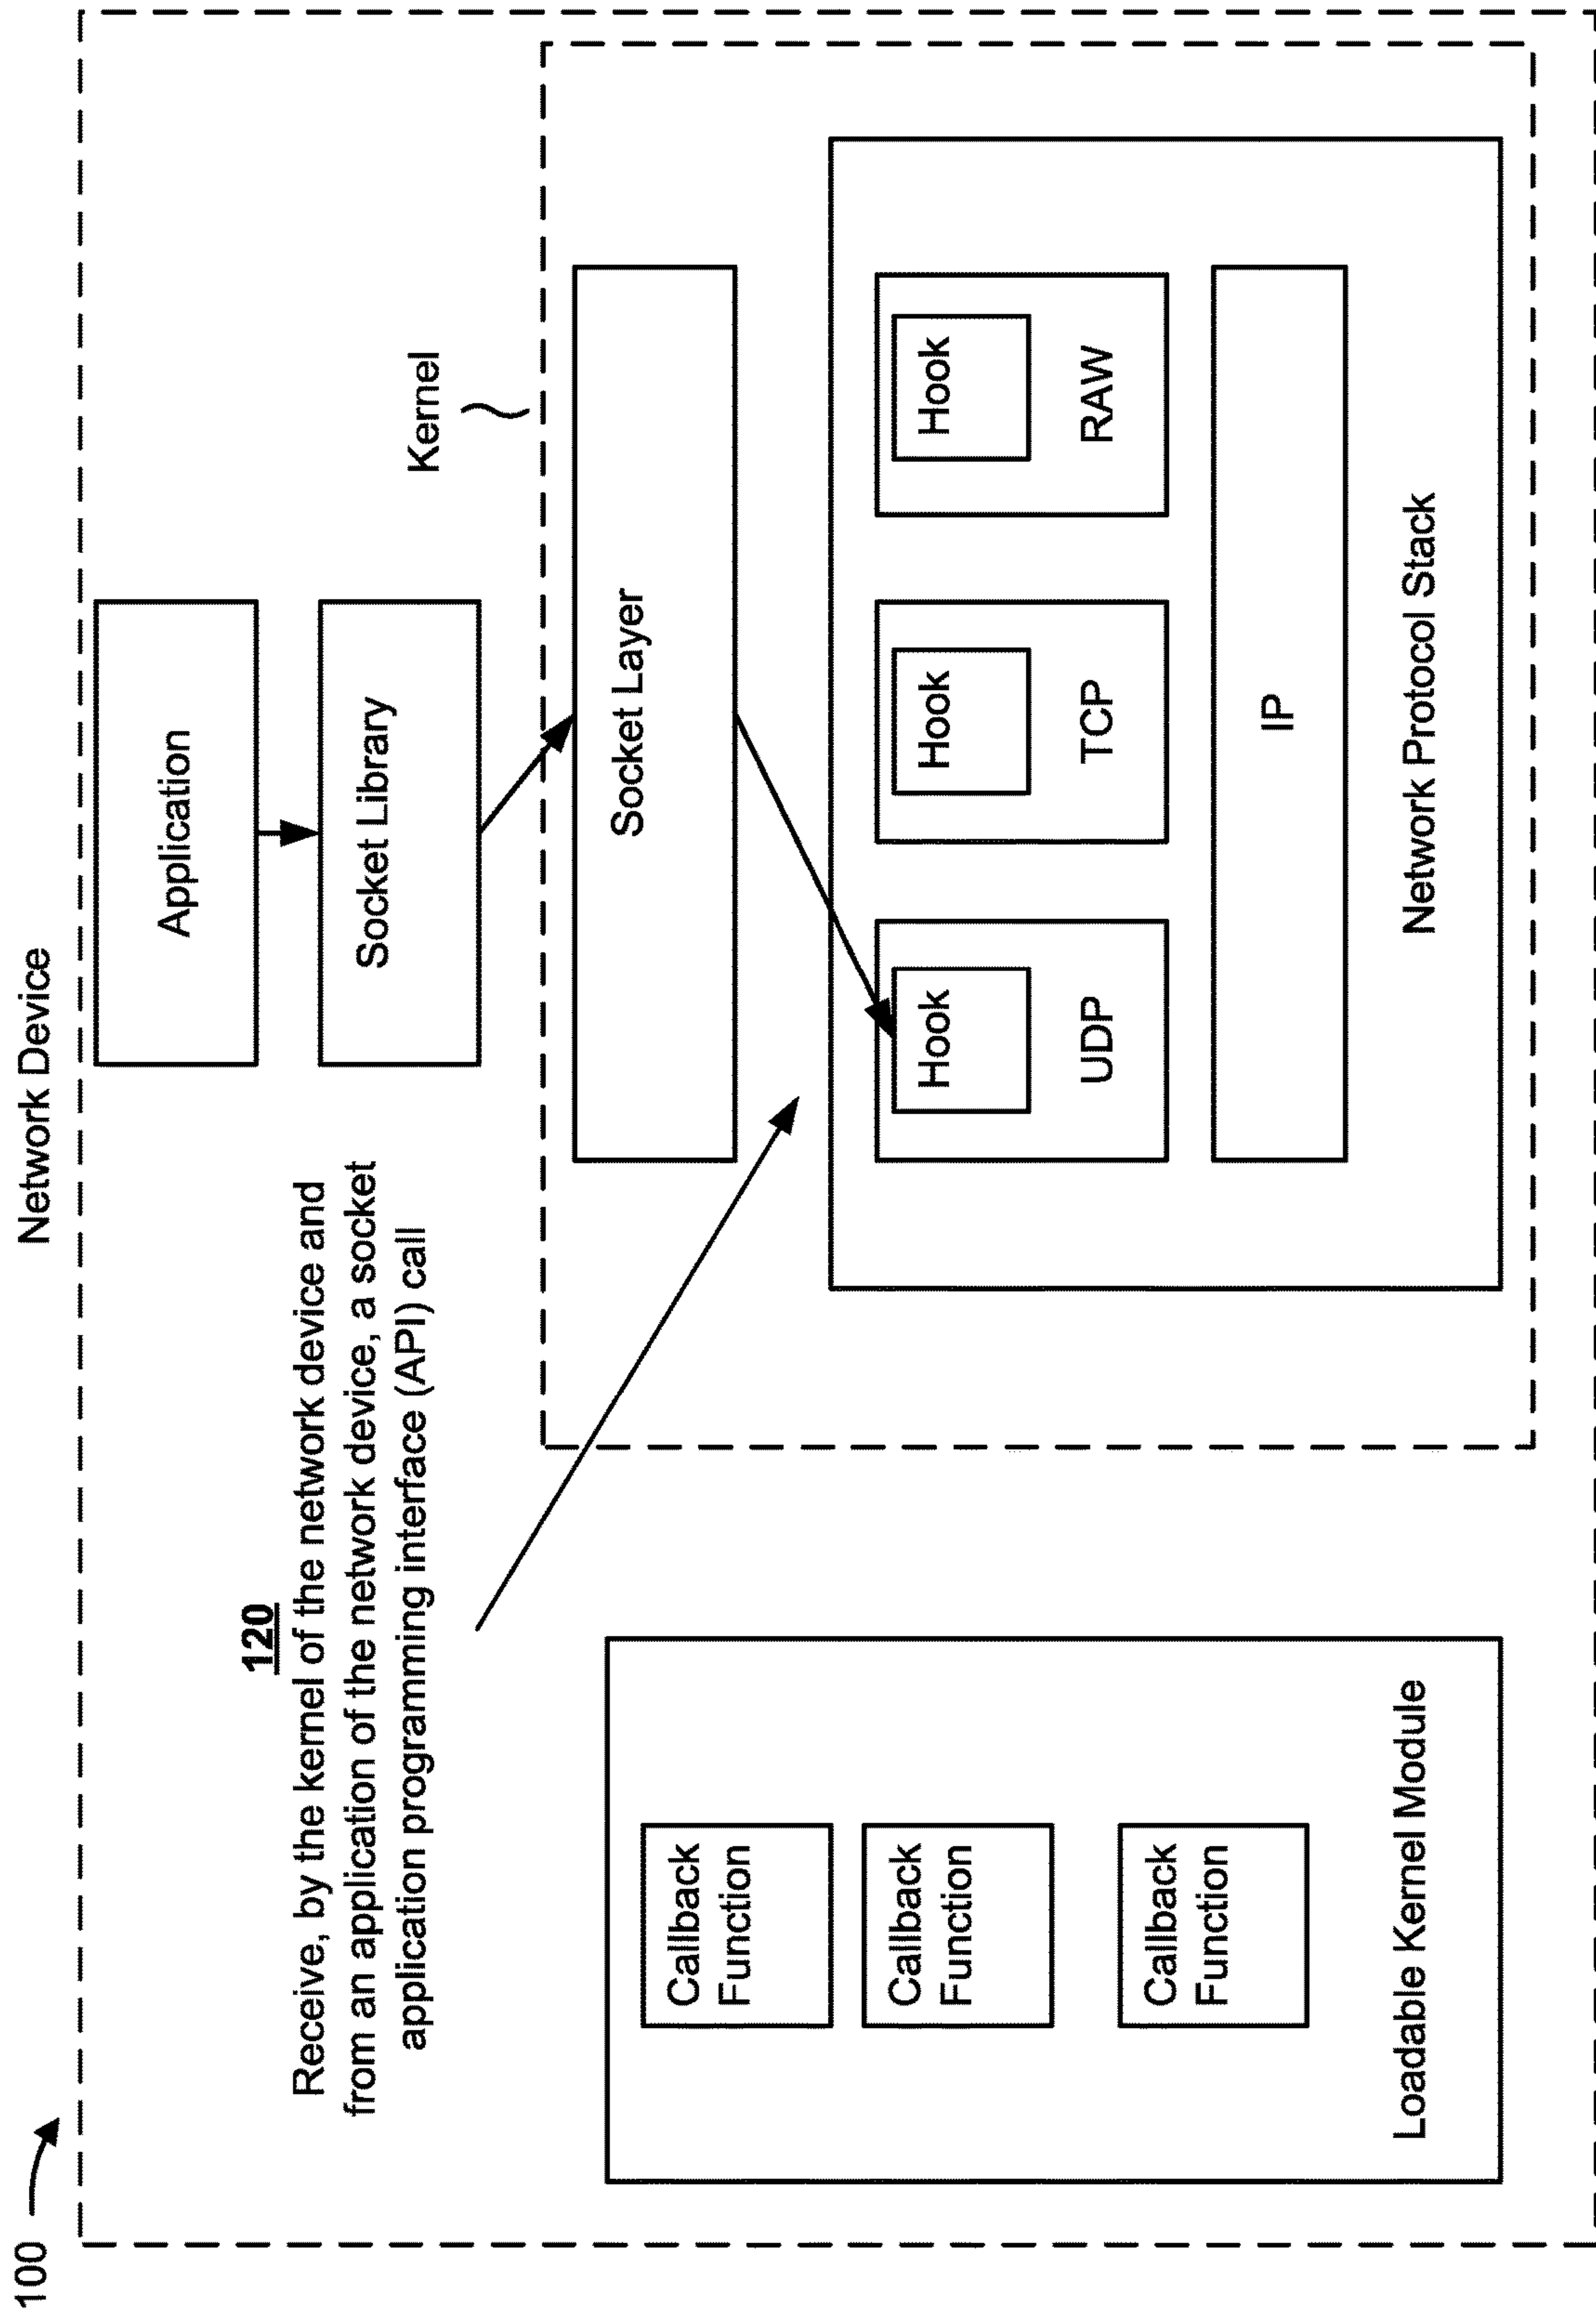 100
Network Device
120
Receive, by the kernel of the network device and
from an application of the network device, a socket
application programming interface (API) call
Application
Socket Library
Kernel
Socket Layer
Callback
Function
Callback
Function
Callback
Function
Loadable Kernel Module
Hook
UDP
Hook
TCP
Hook
RAW
IP
Network Protocol Stack